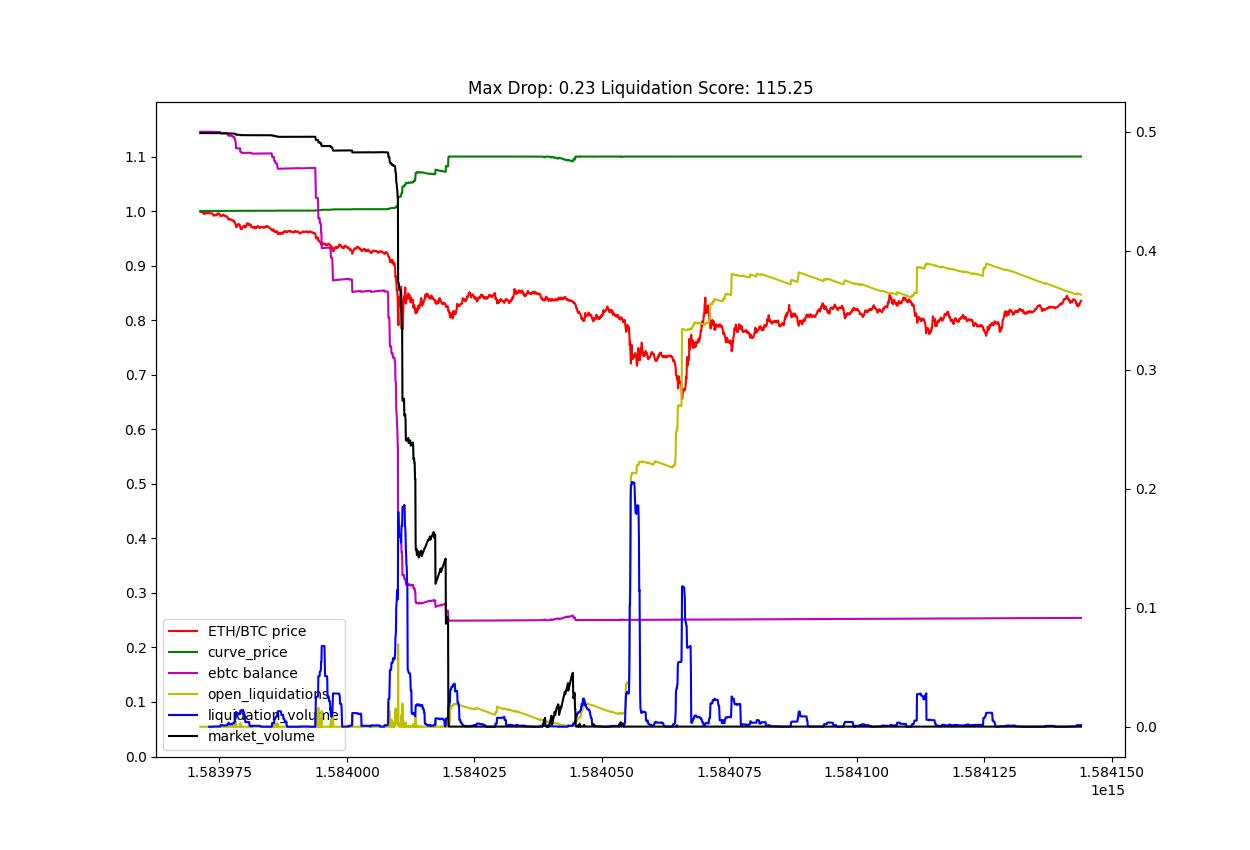 Max Drop: 0.23 Liquidation Score: 115.25
1.1
1.0
0.9
0.8
0.7
0.6
0.5
0.4
0.3
0.2
0.1
0.0
0.5
0.4
0.3
0.2
0.1
0.0
ETH/BTC price
curve_price
ebtc balance
open_liquidations
liquidation_volume
market_volume
1.583975 1.584000 1.584025 1.584050 1.584075 1.584100 1.584125 1.584150
1e15